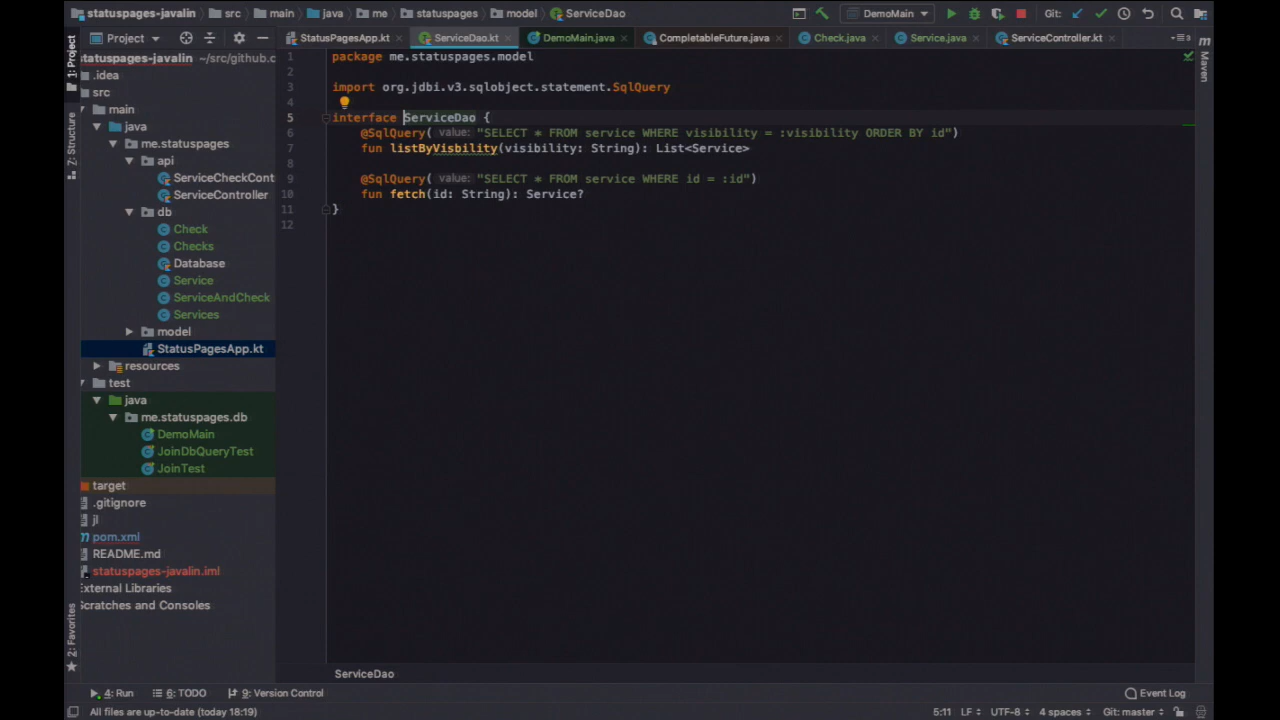 statuspages-javalin src main java me statuspages model ServiceDao DemoMain Git:
Project StatusPagesApp.kt ServiceDao.kt DemoMain.java CompletableFuture.java Check.java Service.java ServiceController.kt
1: Project
7: Structure
2: Favorites
Maven
statuspages-javalin ~/src/github.c
.idea
src
main
java
me.statuspages
api
ServiceCheckCont
ServiceController
db
Check
Checks
Database
Service
ServiceAndCheck
Services
model
StatusPagesApp.kt
resources
test
java
me.statuspages.db
DemoMain
JoinDbQueryTest
JoinTest
target
.gitignore
jl
pom.xml
README.md
statuspages-javalin.iml
External Libraries
Scratches and Consoles
1 package me.statuspages.model
2
3 import org.jdbi.v3.sqlobject.statement.SqlQuery
4
5 interface ServiceDao {
6 @SqlQuery( value: "SELECT * FROM service WHERE visibility = :visibility ORDER BY id")
7 fun listByVisbility(visibility: String): List<Service>
8
9 @SqlQuery( value: "SELECT * FROM service WHERE id = :id")
10 fun fetch(id: String): Service?
11 }
12
ServiceDao
4: Run 6: TODO 9: Version Control Event Log
All files are up-to-date (today 18:19) 5:11 LF UTF-8 4 spaces Git: master